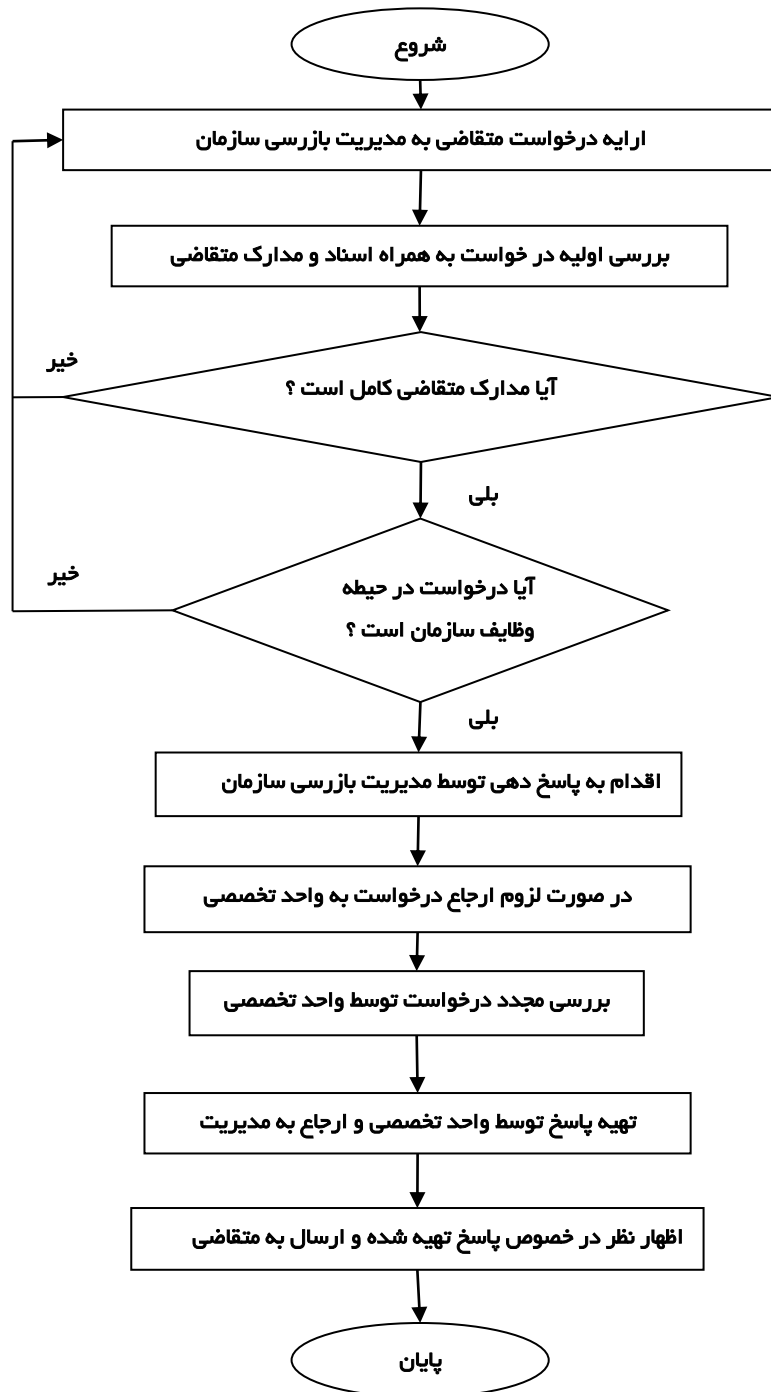 شروع
ارایه درخواست متقاضی به مدیریت بازرسی سازمان
بررسی اولیه در خواست به همراه اسناد و مدارک متقاضی
خیر
آیا مدارک متقاضی کامل است ؟
بلی
خیر
آیا درخواست در حیطه
وظایف سازمان است ؟
بلی
اقدام به پاسخ دهی توسط مدیریت بازرسی سازمان
در صورت لزوم ارجاع درخواست به واحد تخصصی
بررسی مجدد درخواست توسط واحد تخصصی
تهیه پاسخ توسط واحد تخصصی و ارجاع به مدیریت
اظهار نظر در خصوص پاسخ تهیه شده و ارسال به متقاضی
پایان